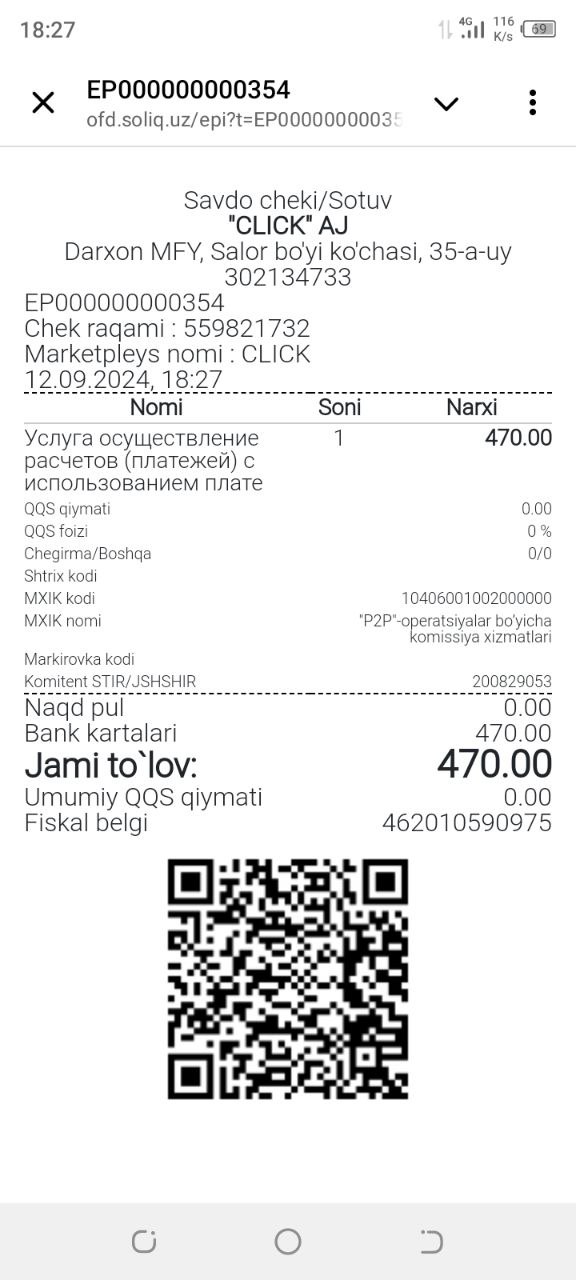 18:27
4G
116
K/s
69
EP000000000354
ofd.soliq.uz/epi?t=EP00000000035
Savdo cheki/Sotuv
"CLICK" AJ
Darxon MFY, Salor bo'yi ko'chasi, 35-a-uy
302134733
EP000000000354
Chek raqami : 559821732
Marketpleys nomi : CLICK
12.09.2024, 18:27
Nomi Soni Narxi
Услуга осуществление 1 470.00
расчетов (платежей) с
использованием плате
QQS qiymati 0.00
QQS foizi 0 %
Chegirma/Boshqa 0/0
Shtrix kodi
MXIK kodi 10406001002000000
MXIK nomi "P2P"-operatsiyalar bo'yicha
komissiya xizmatlari
Markirovka kodi
Komitent STIR/JSHSHIR 200829053
Naqd pul 0.00
Bank kartalari 470.00
Jami to`lov: 470.00
Umumiy QQS qiymati 0.00
Fiskal belgi 462010590975